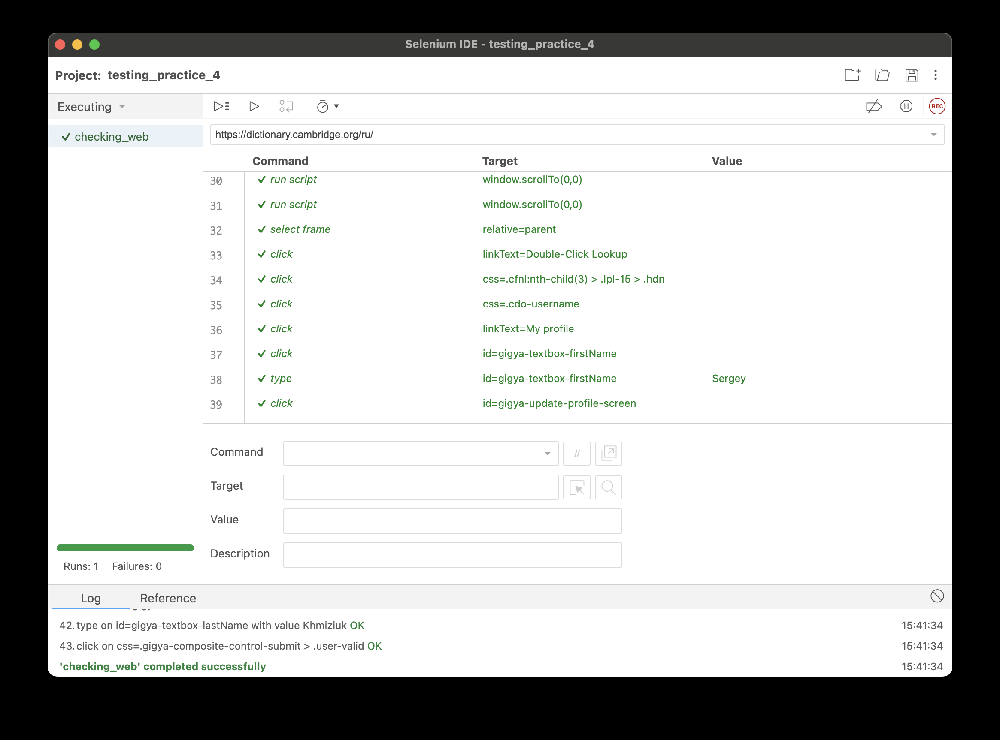 Selenium IDE - testing_practice_4
Project: testing_practice_4
Executing
REC
checking_web
https://dictionary.cambridge.org/ru/
Command Target Value
30 run script window.scrollTo(0,0)
31 run script window.scrollTo(0,0)
32 select frame relative=parent
33 click linkText=Double-Click Lookup
34 click css=.cfnl:nth-child(3) > .lpl-15 > .hdn
35 click css=.cdo-username
36 click linkText=My profile
37 click id=gigya-textbox-firstName
38 type id=gigya-textbox-firstName Sergey
39 click id=gigya-update-profile-screen
Command //
Target
Value
Description
Runs: 1 Failures: 0
Log Reference
42. type on id=gigya-textbox-lastName with value Khmiziuk OK 15:41:34
43. click on css=.gigya-composite-control-submit > .user-valid OK 15:41:34
'checking_web' completed successfully 15:41:34